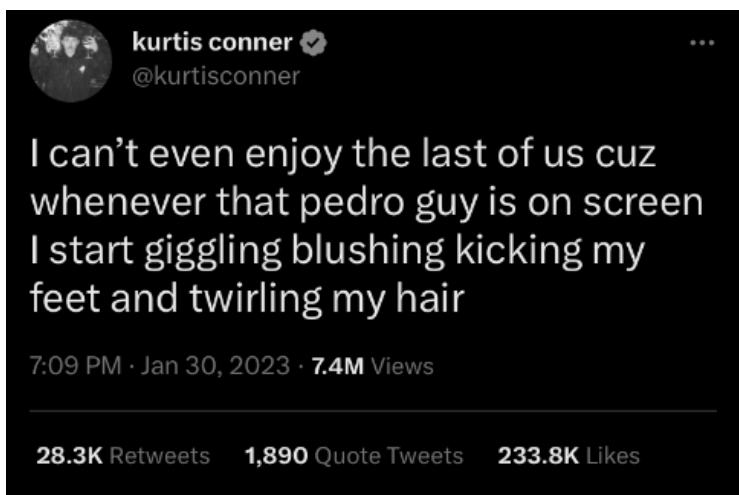 kurtis conner
@kurtisconner
I can’t even enjoy the last of us cuz
whenever that pedro guy is on screen
I start giggling blushing kicking my
feet and twirling my hair
7:09 PM · Jan 30, 2023 · 7.4M Views
28.3K Retweets 1,890 Quote Tweets 233.8K Likes